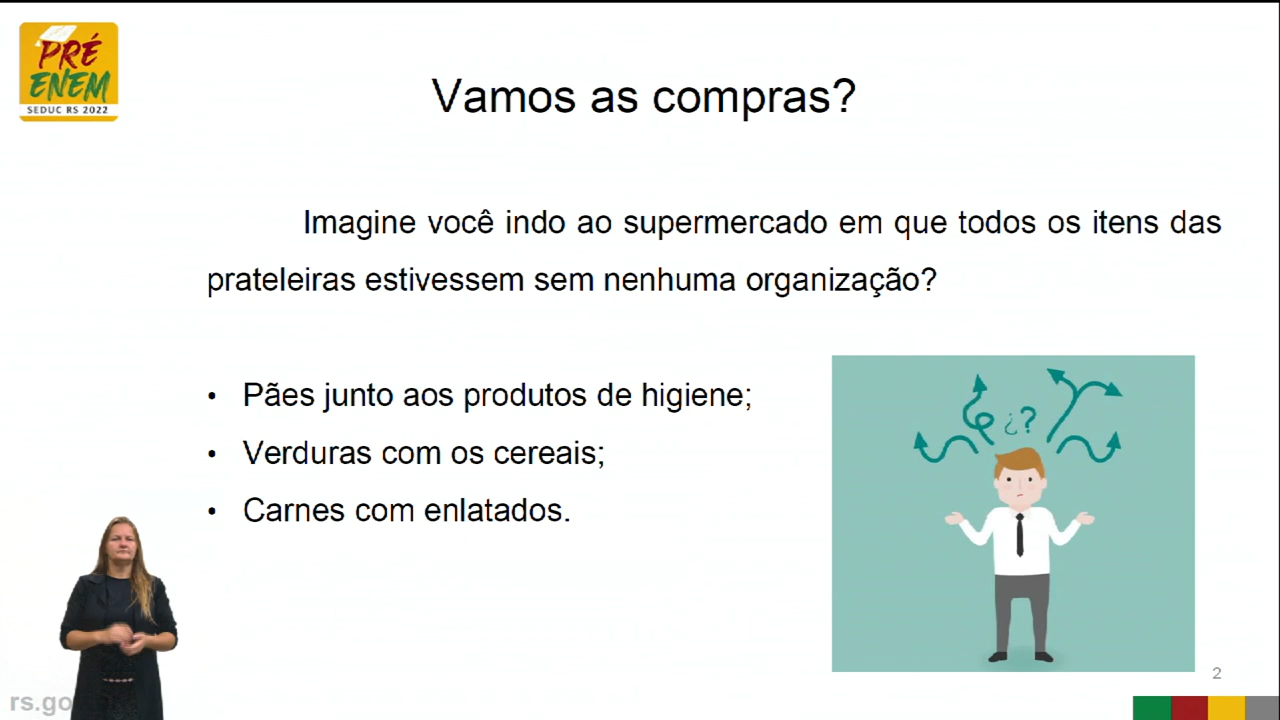 PRÉ
ENEM
SEDUC RS 2022
Vamos as compras?
Imagine você indo ao supermercado em que todos os itens das
prateleiras estivessem sem nenhuma organização?
• Pães junto aos produtos de higiene;
• Verduras com os cereais;
• Carnes com enlatados.
¿?
2
rs.go